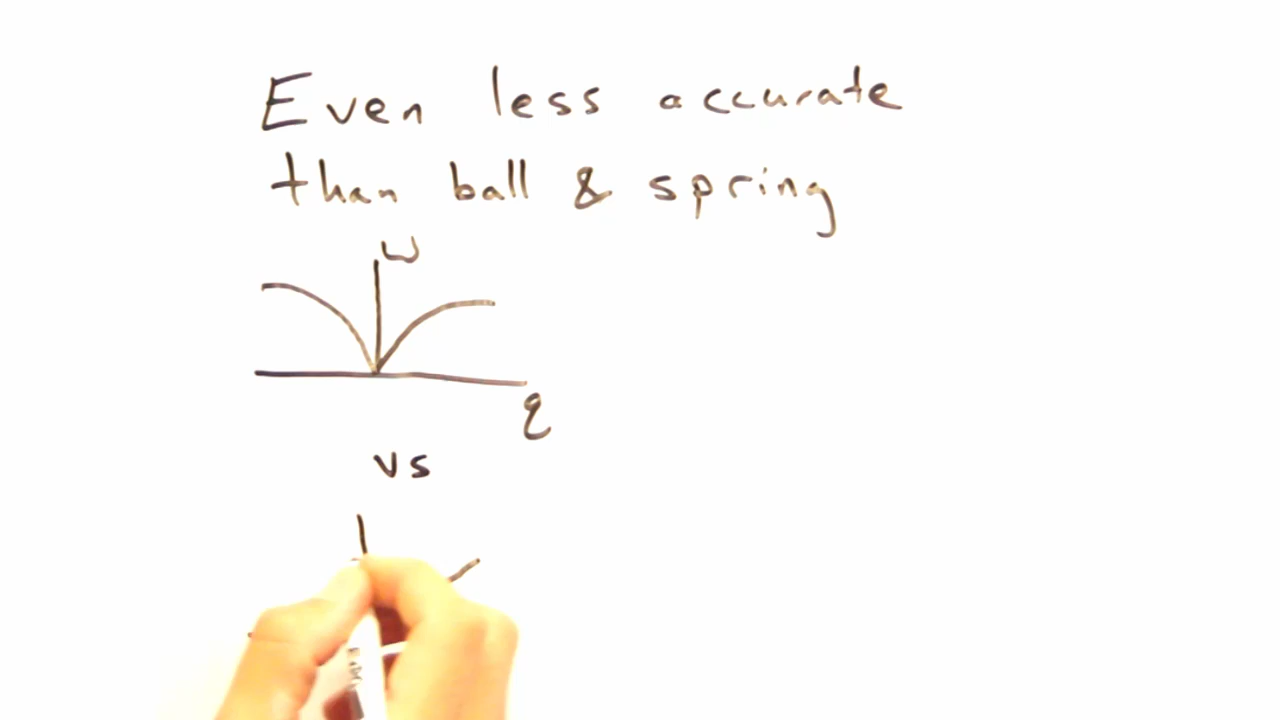 Even less accurate
than ball & spring
ω
q
vs